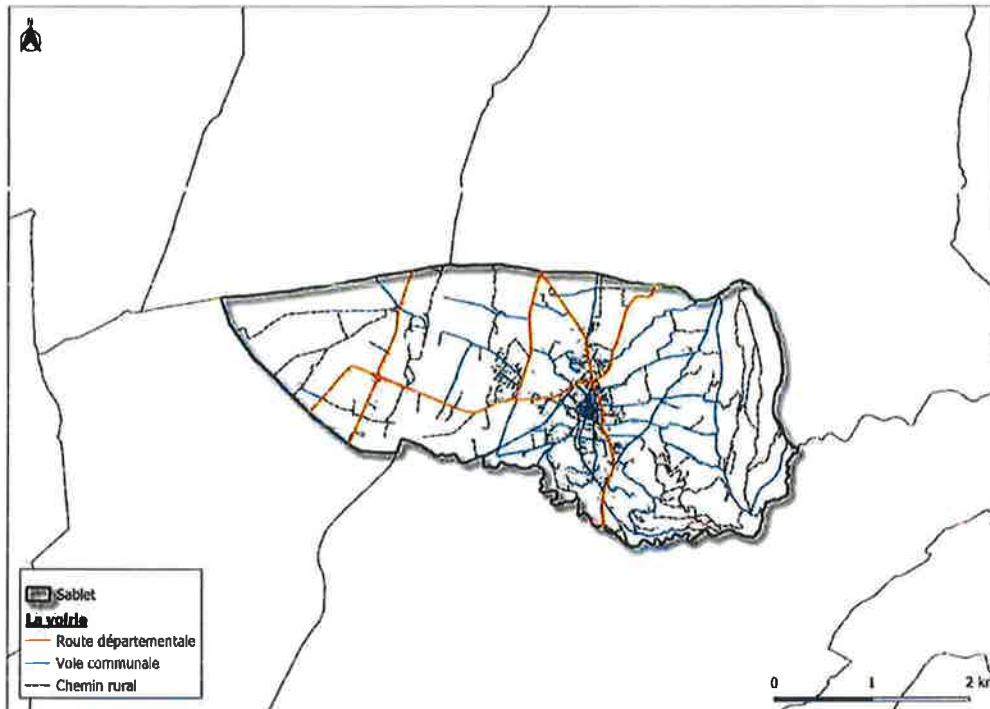 N
Sablet
La voirie
Route départementale
Voie communale
Chemin rural
0 1 2 km